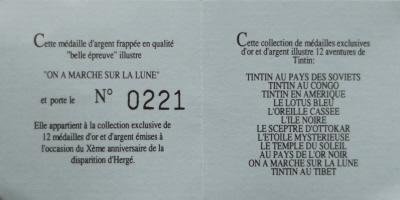 Cette médaille d'argent frappée en qualité
"belle épreuve" illustre
"ON A MARCHE SUR LA LUNE"
et porte le N° 0221
Elle appartient à la collection exclusive de
12 médailles d'or et d'argent émises à
l'occasion du Xème anniversaire de la
disparition d'Hergé.
Cette collection de médailles exclusives
d'or et d'argent illustre 12 aventures de
Tintin:
TINTIN AU PAYS DES SOVIETS
TINTIN AU CONGO
TINTIN EN AMERIQUE
LE LOTUS BLEU
L'OREILLE CASSEE
L'ILE NOIRE
LE SCEPTRE D'OTTOKAR
L'ETOILE MYSTERIEUSE
LE TEMPLE DU SOLEIL
AU PAYS DE L'OR NOIR
ON A MARCHE SUR LA LUNE
TINTIN AU TIBET